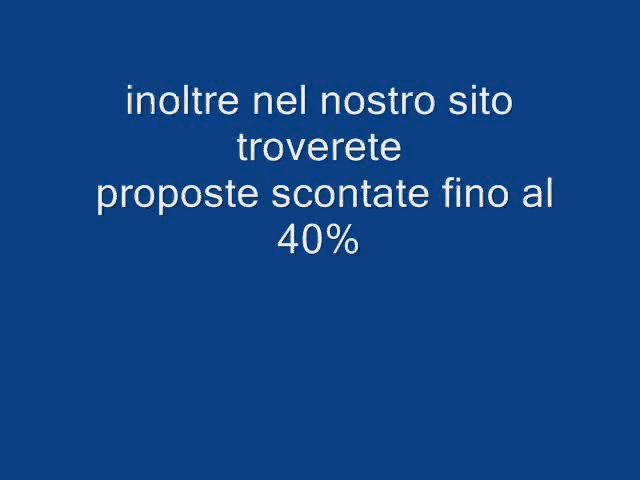 inoltre nel nostro sito
troverete
proposte scontate fino al
40%